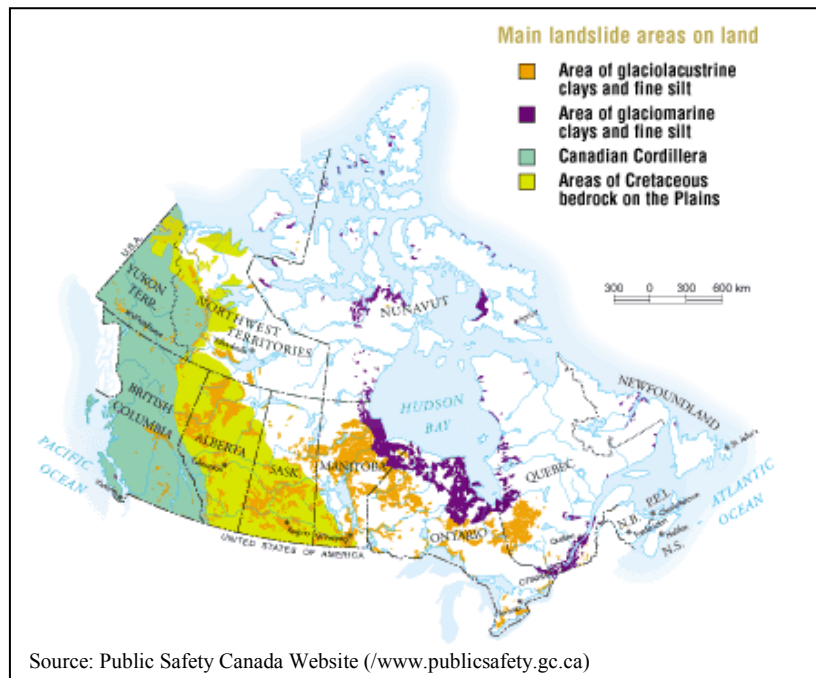 Main landslide areas on land
Area of glaciolacustrine
clays and fine silt
Area of glaciomarine
clays and fine silt
Canadian Cordillera
Areas of Cretaceous
bedrock on the Plains
300 0 300 600 km
U.S.A.
YUKON
TERR.
NORTHWEST
TERRITORIES
NUNAVUT
NEWFOUNDLAND
St. John's
HUDSON
BAY
BRITISH
COLUMBIA
ALBERTA
SASK.
MANITOBA
QUEBEC
ONTARIO
P.E.I.
N.B.
N.S.
PACIFIC
OCEAN
ATLANTIC
OCEAN
UNITED STATES OF AMERICA
Source: Public Safety Canada Website (/www.publicsafety.gc.ca)